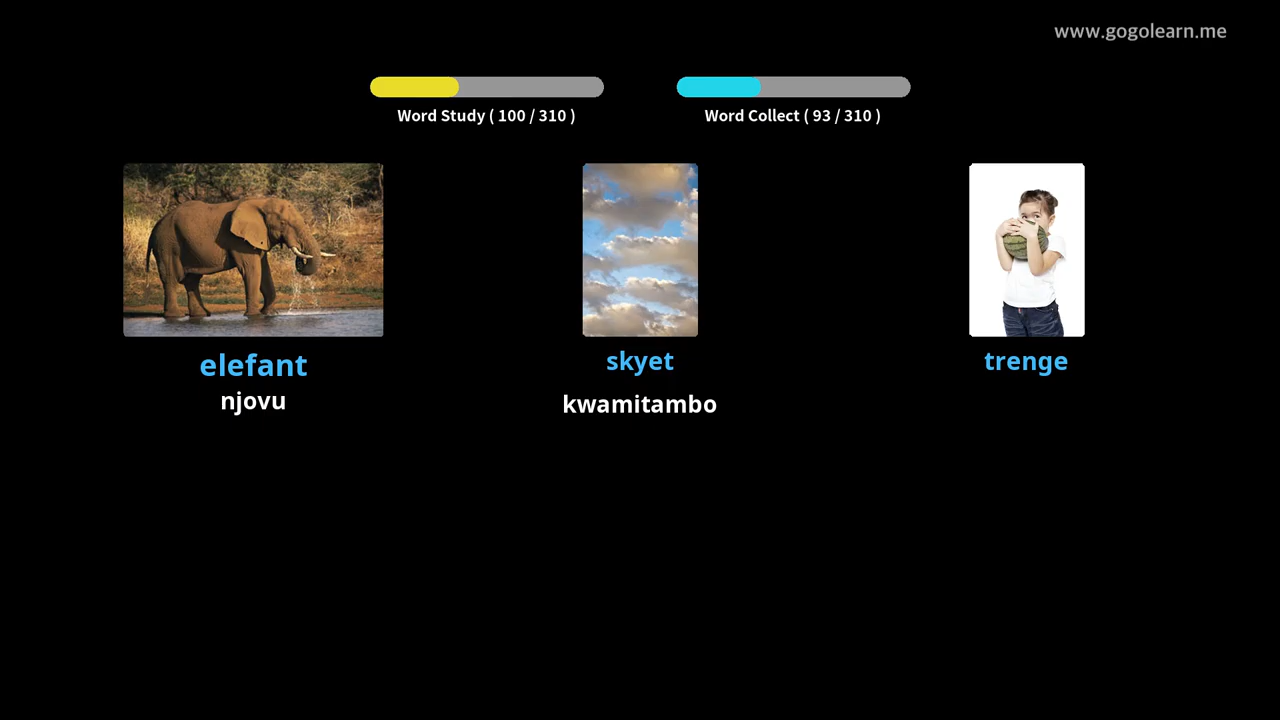 www.gogolearn.me
Word Study ( 100 / 310 )
Word Collect ( 93 / 310 )
elefant
njovu
skyet
kwamitambo
trenge